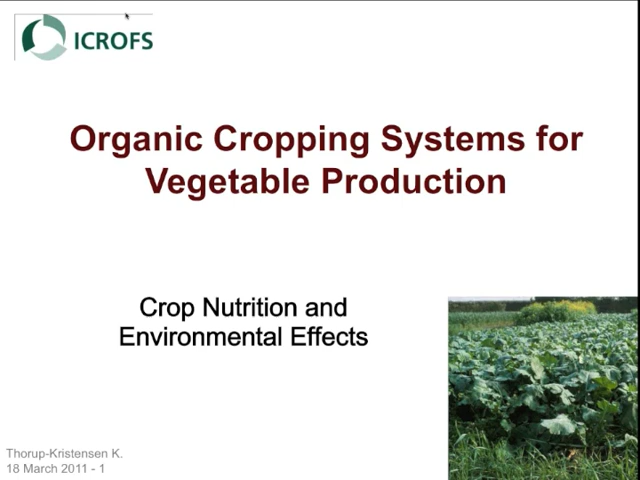 ICROFS
Organic Cropping Systems for
Vegetable Production
Crop Nutrition and
Environmental Effects
Thorup-Kristensen K.
18 March 2011 - 1